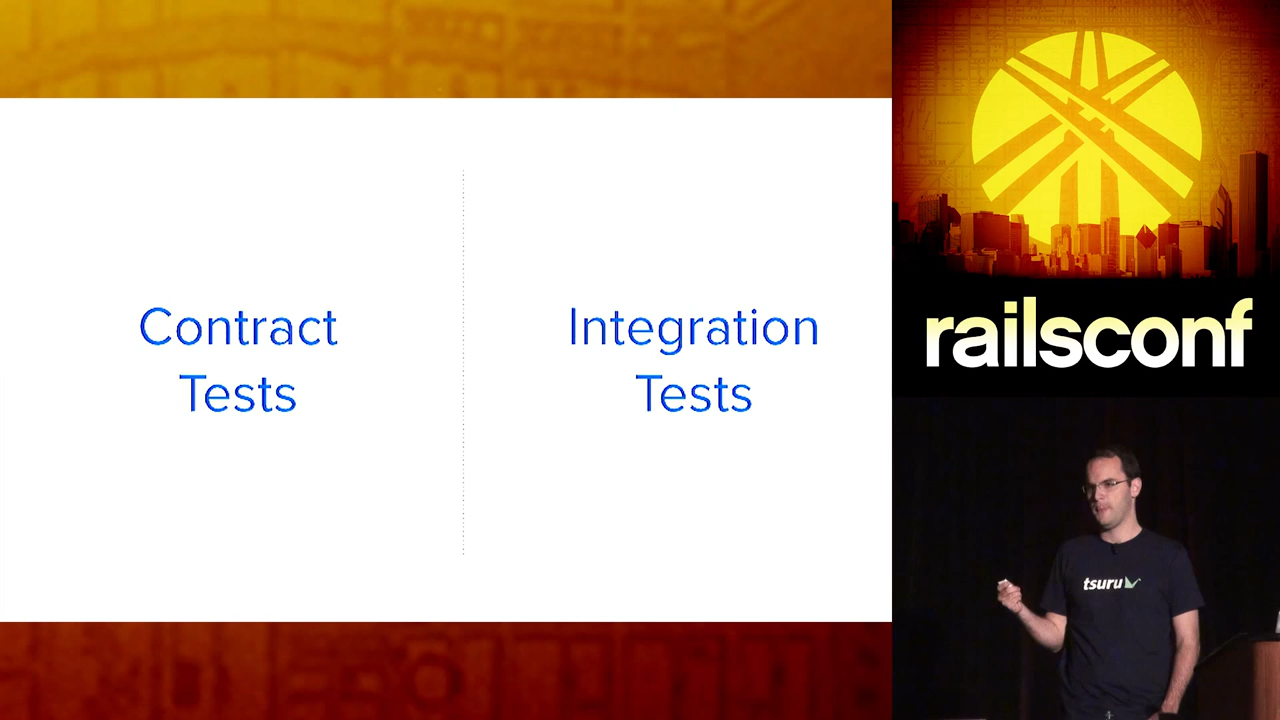 Contract
Tests
Integration
Tests
railsconf
tsuru